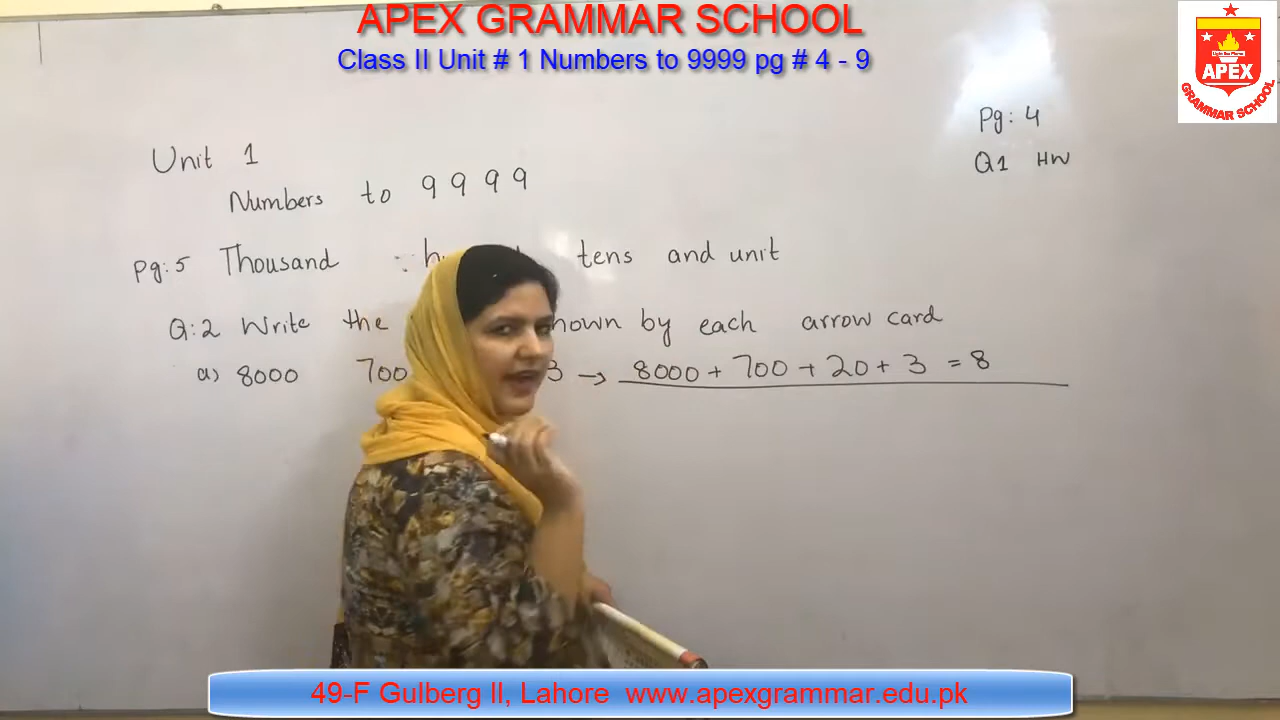 APEX GRAMMAR SCHOOL
Class II Unit # 1 Numbers to 9999 pg # 4 - 9
APEX
GRAMMAR SCHOOL
Pg: 4
Q1 HW
Unit 1
Numbers to 9999
Pg:5 Thousand tens and unit
Q:2 Write the by each arrow card
a) 8000 700 3 → 8000 + 700 + 20 + 3 = 8
49-F Gulberg II, Lahore www.apexgrammar.edu.pk